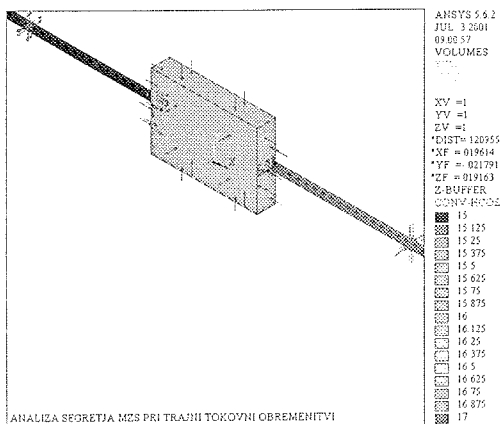 ANSYS 5.6.2
JUL 3 2001
09:00:57
VOLUMES
XV =1
YV =1
ZV =1
*DIST=.120955
*XF =.019614
*YF =-.021791
*ZF =.019163
Z-BUFFER
CONV-HCOE
15
15.125
15.25
15.375
15.5
15.625
15.75
15.875
16
16.125
16.25
16.375
16.5
16.625
16.75
16.875
17
ANALIZA SEGRETJA MZS PRI TRAJNI TOKOVNI OBREMENITVI